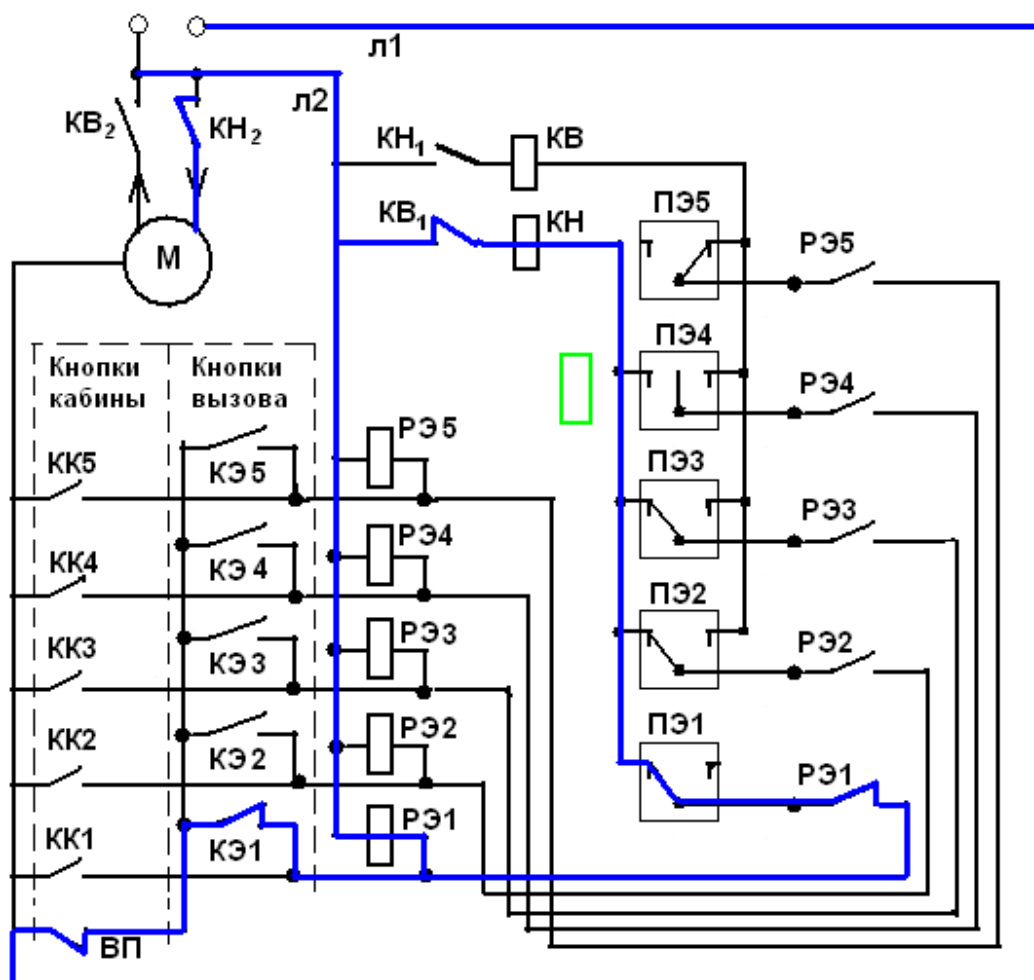 л1
л2
КВ₂
КН₂
КН₁
КВ
КВ₁
КН
М
ПЭ5
РЭ5
ПЭ4
РЭ4
ПЭ3
РЭ3
ПЭ2
РЭ2
ПЭ1
РЭ1
Кнопки кабины
Кнопки вызова
КК5
КЭ5
РЭ5
КК4
КЭ4
РЭ4
КК3
КЭ3
РЭ3
КК2
КЭ2
РЭ2
КК1
КЭ1
РЭ1
ВП